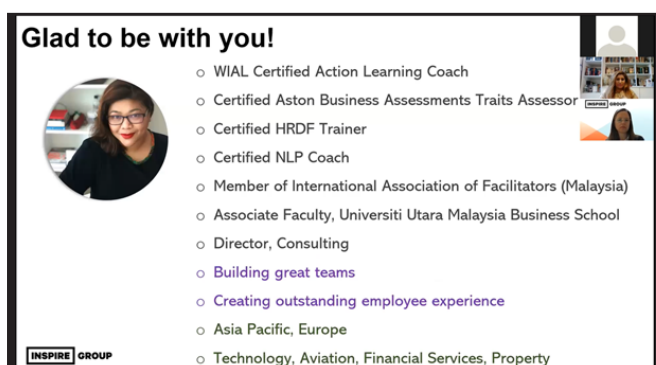 Glad to be with you!
WIAL Certified Action Learning Coach
Certified Aston Business Assessments Traits Assessor
Certified HRDF Trainer
Certified NLP Coach
Member of International Association of Facilitators (Malaysia)
Associate Faculty, Universiti Utara Malaysia Business School
Director, Consulting
Building great teams
Creating outstanding employee experience
Asia Pacific, Europe
Technology, Aviation, Financial Services, Property
INSPIRE GROUP
INSPIRE GROUP